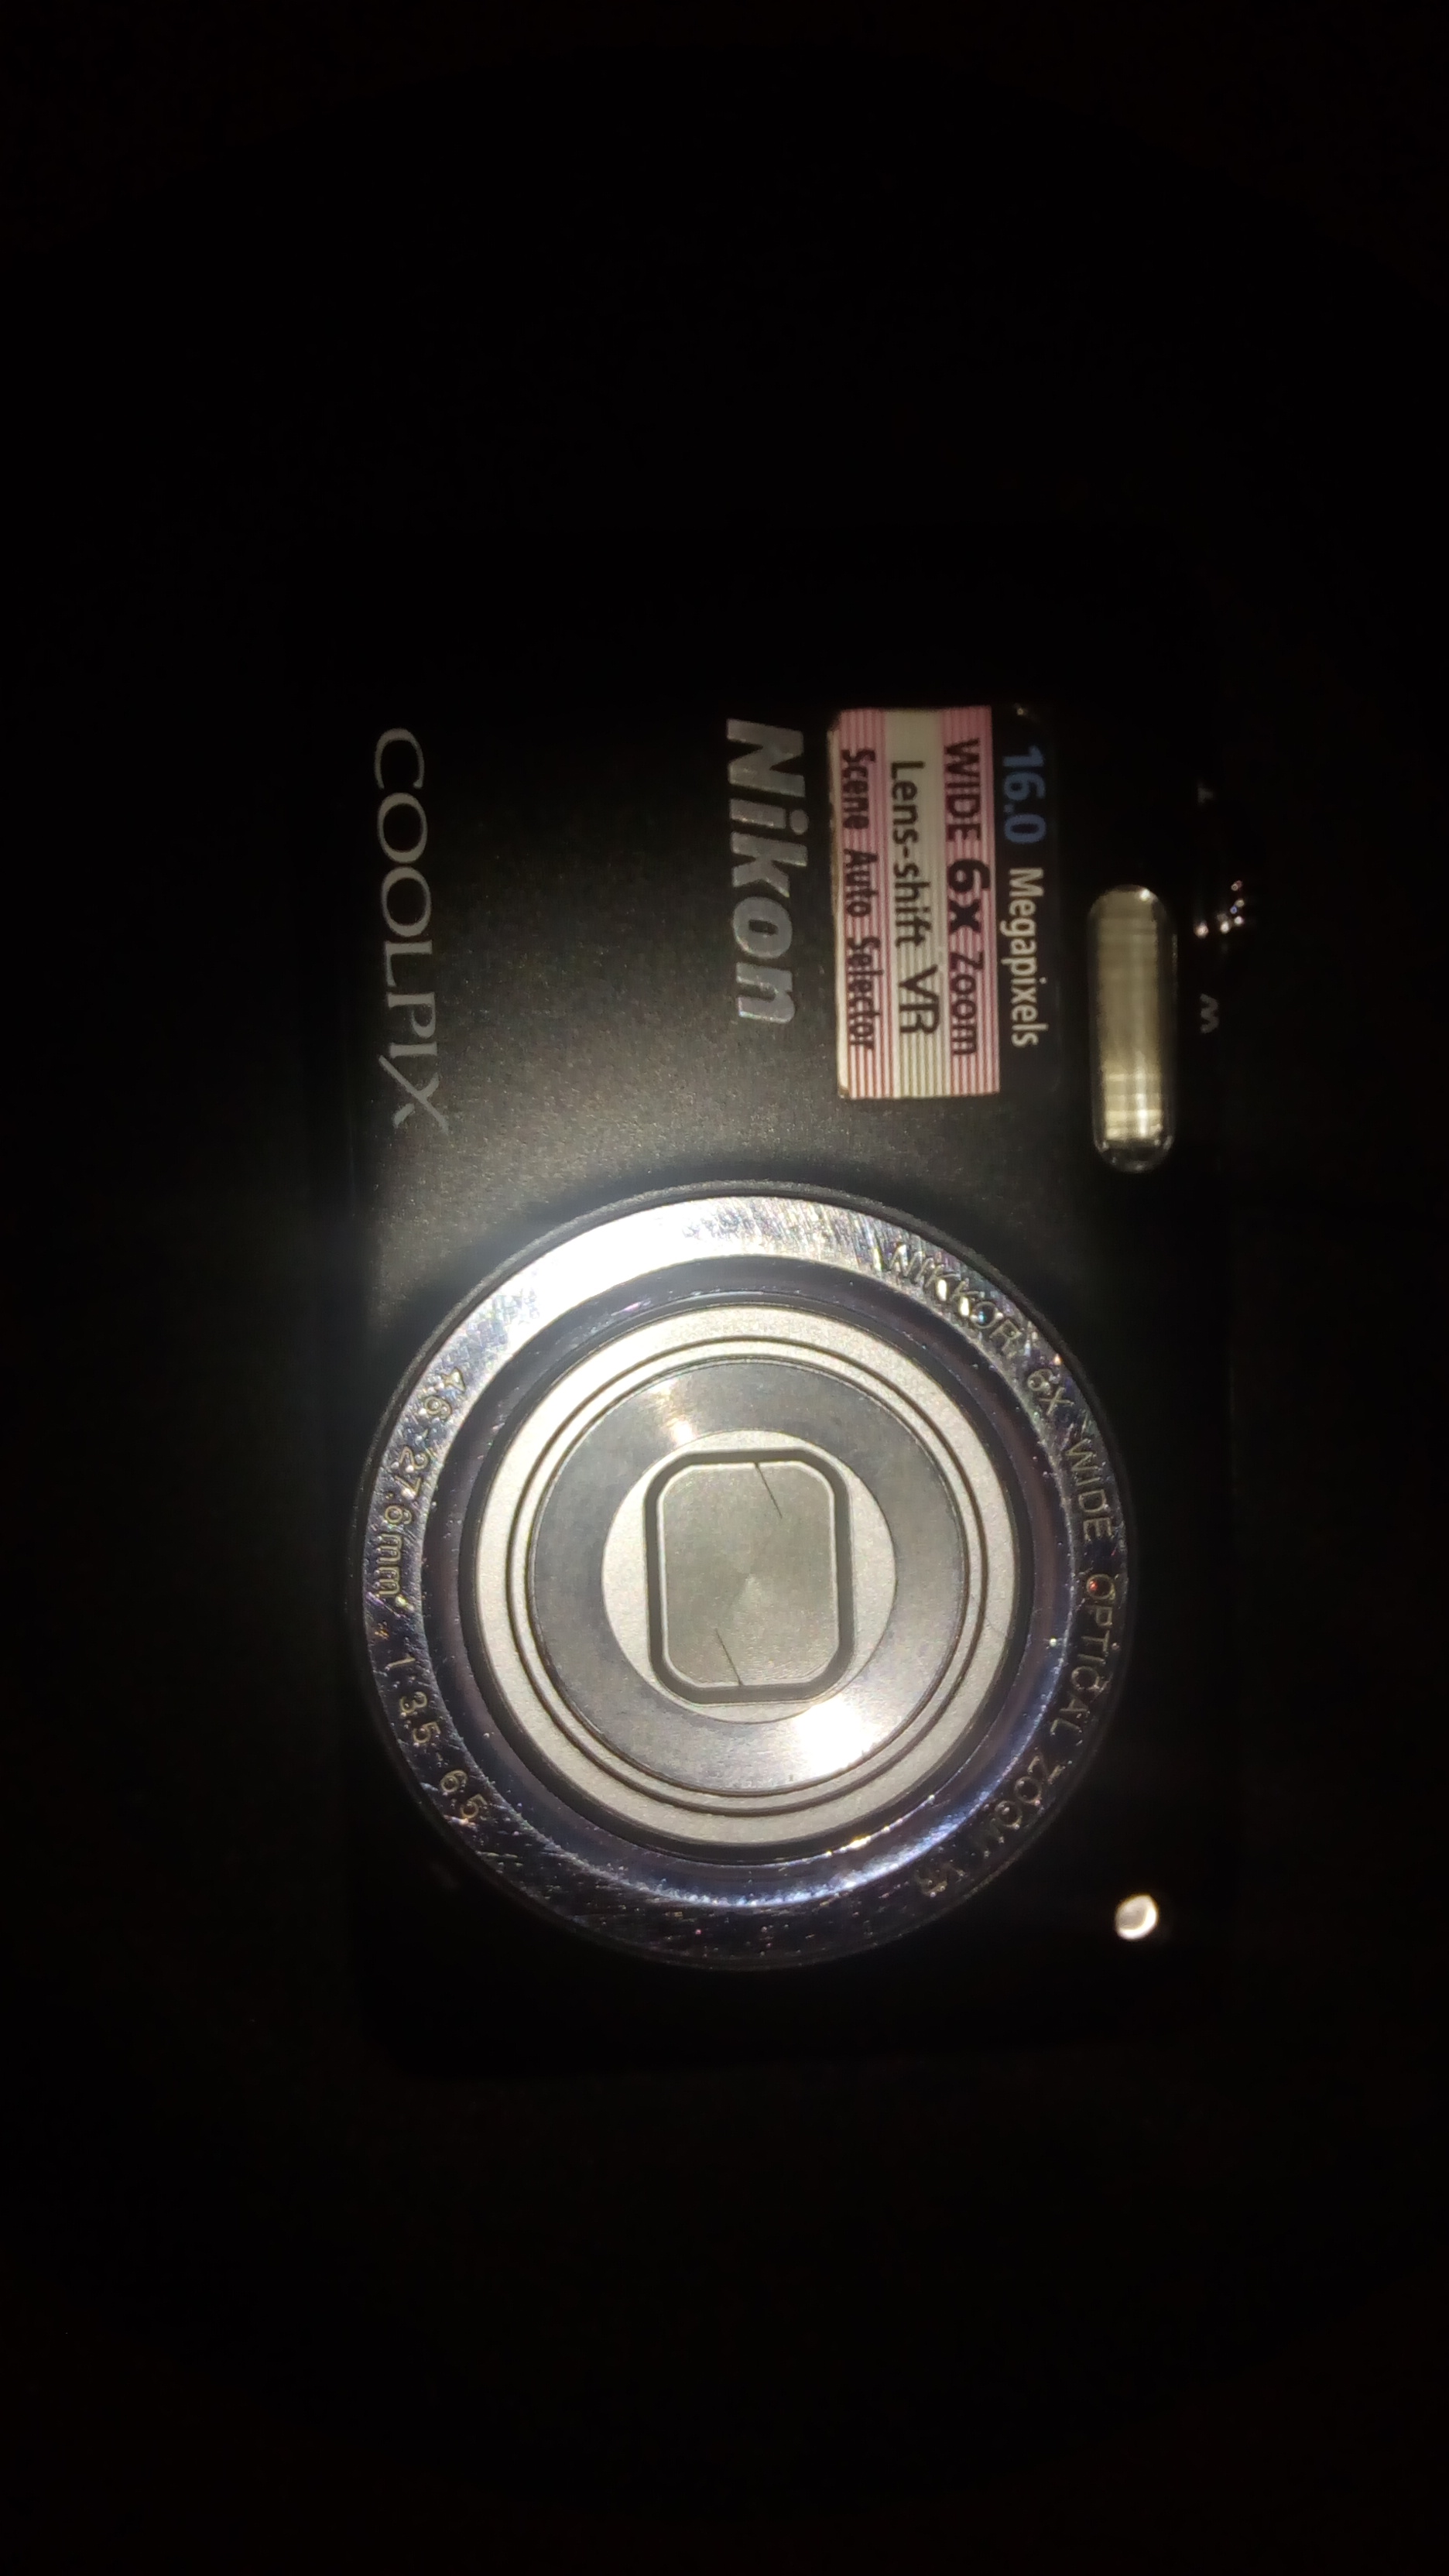 T W
16.0 Megapixels
WIDE 6x Zoom
Lens-shift VR
Scene Auto Selector
Nikon
COOLPIX
NIKKOR 6X WIDE OPTICAL ZOOM VR
4.6-27.6mm 1:3.5-6.5